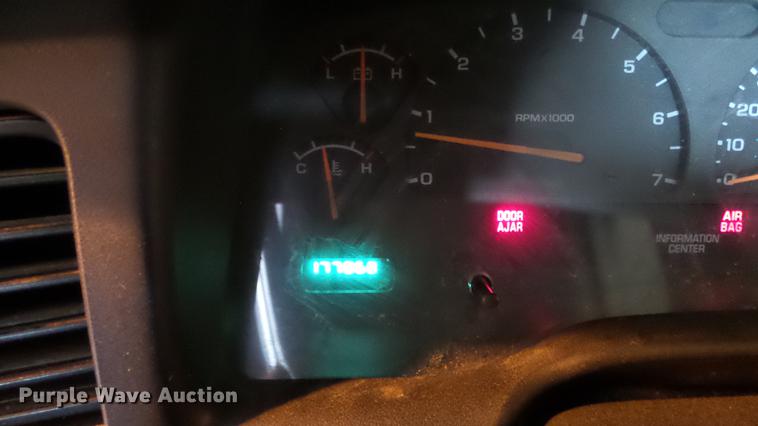 L H
C H
0 1 2 3 4 5 6 7
RPMX1000
20
10
0
DOOR
AJAR
AIR
BAG
INFORMATION
CENTER
Purple Wave Auction